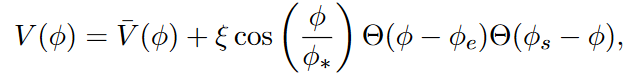 V(ϕ) = V̄(ϕ) + ξ cos(ϕ/ϕ∗) Θ(ϕ − ϕₑ)Θ(ϕₛ − ϕ),